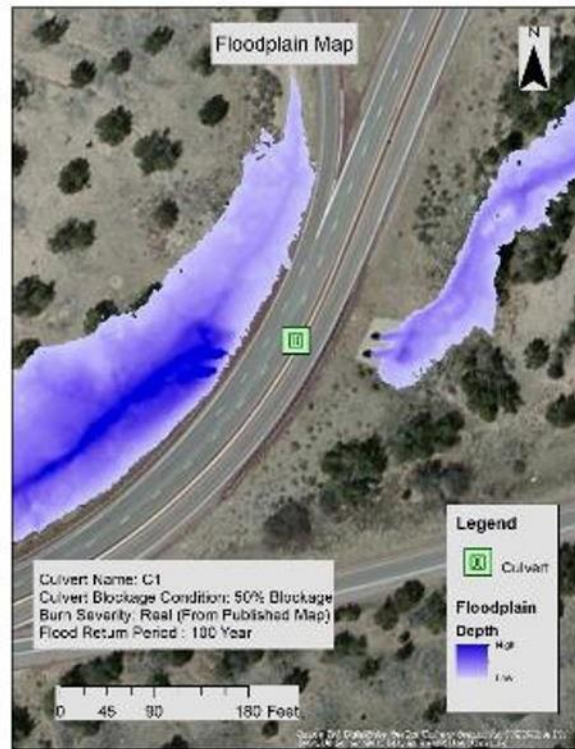 Floodplain Map
N
Legend
Culvert
Floodplain
Depth
High
Low
Culvert Name: C1
Culvert Blockage Condition: 50% Blockage
Burn Severity: Real (From Published Map)
Flood Return Period : 100 Year
0 45 90 180 Feet